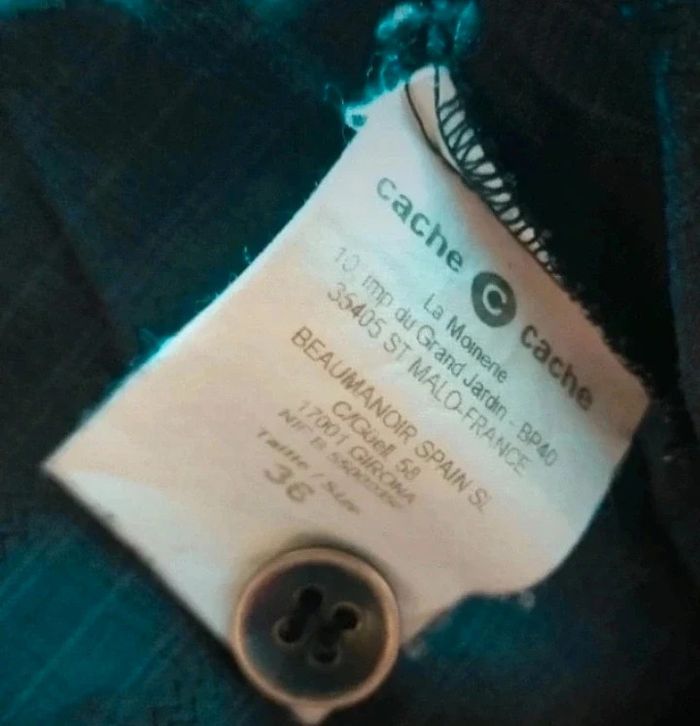 cache C cache
La Moinerie
10, imp du Grand Jardin - BP40
35405 ST MALO-FRANCE
BEAUMANOIR SPAIN SL
C/Güell, 58
17001 GIRONA
NIF B
Taille / Size
36